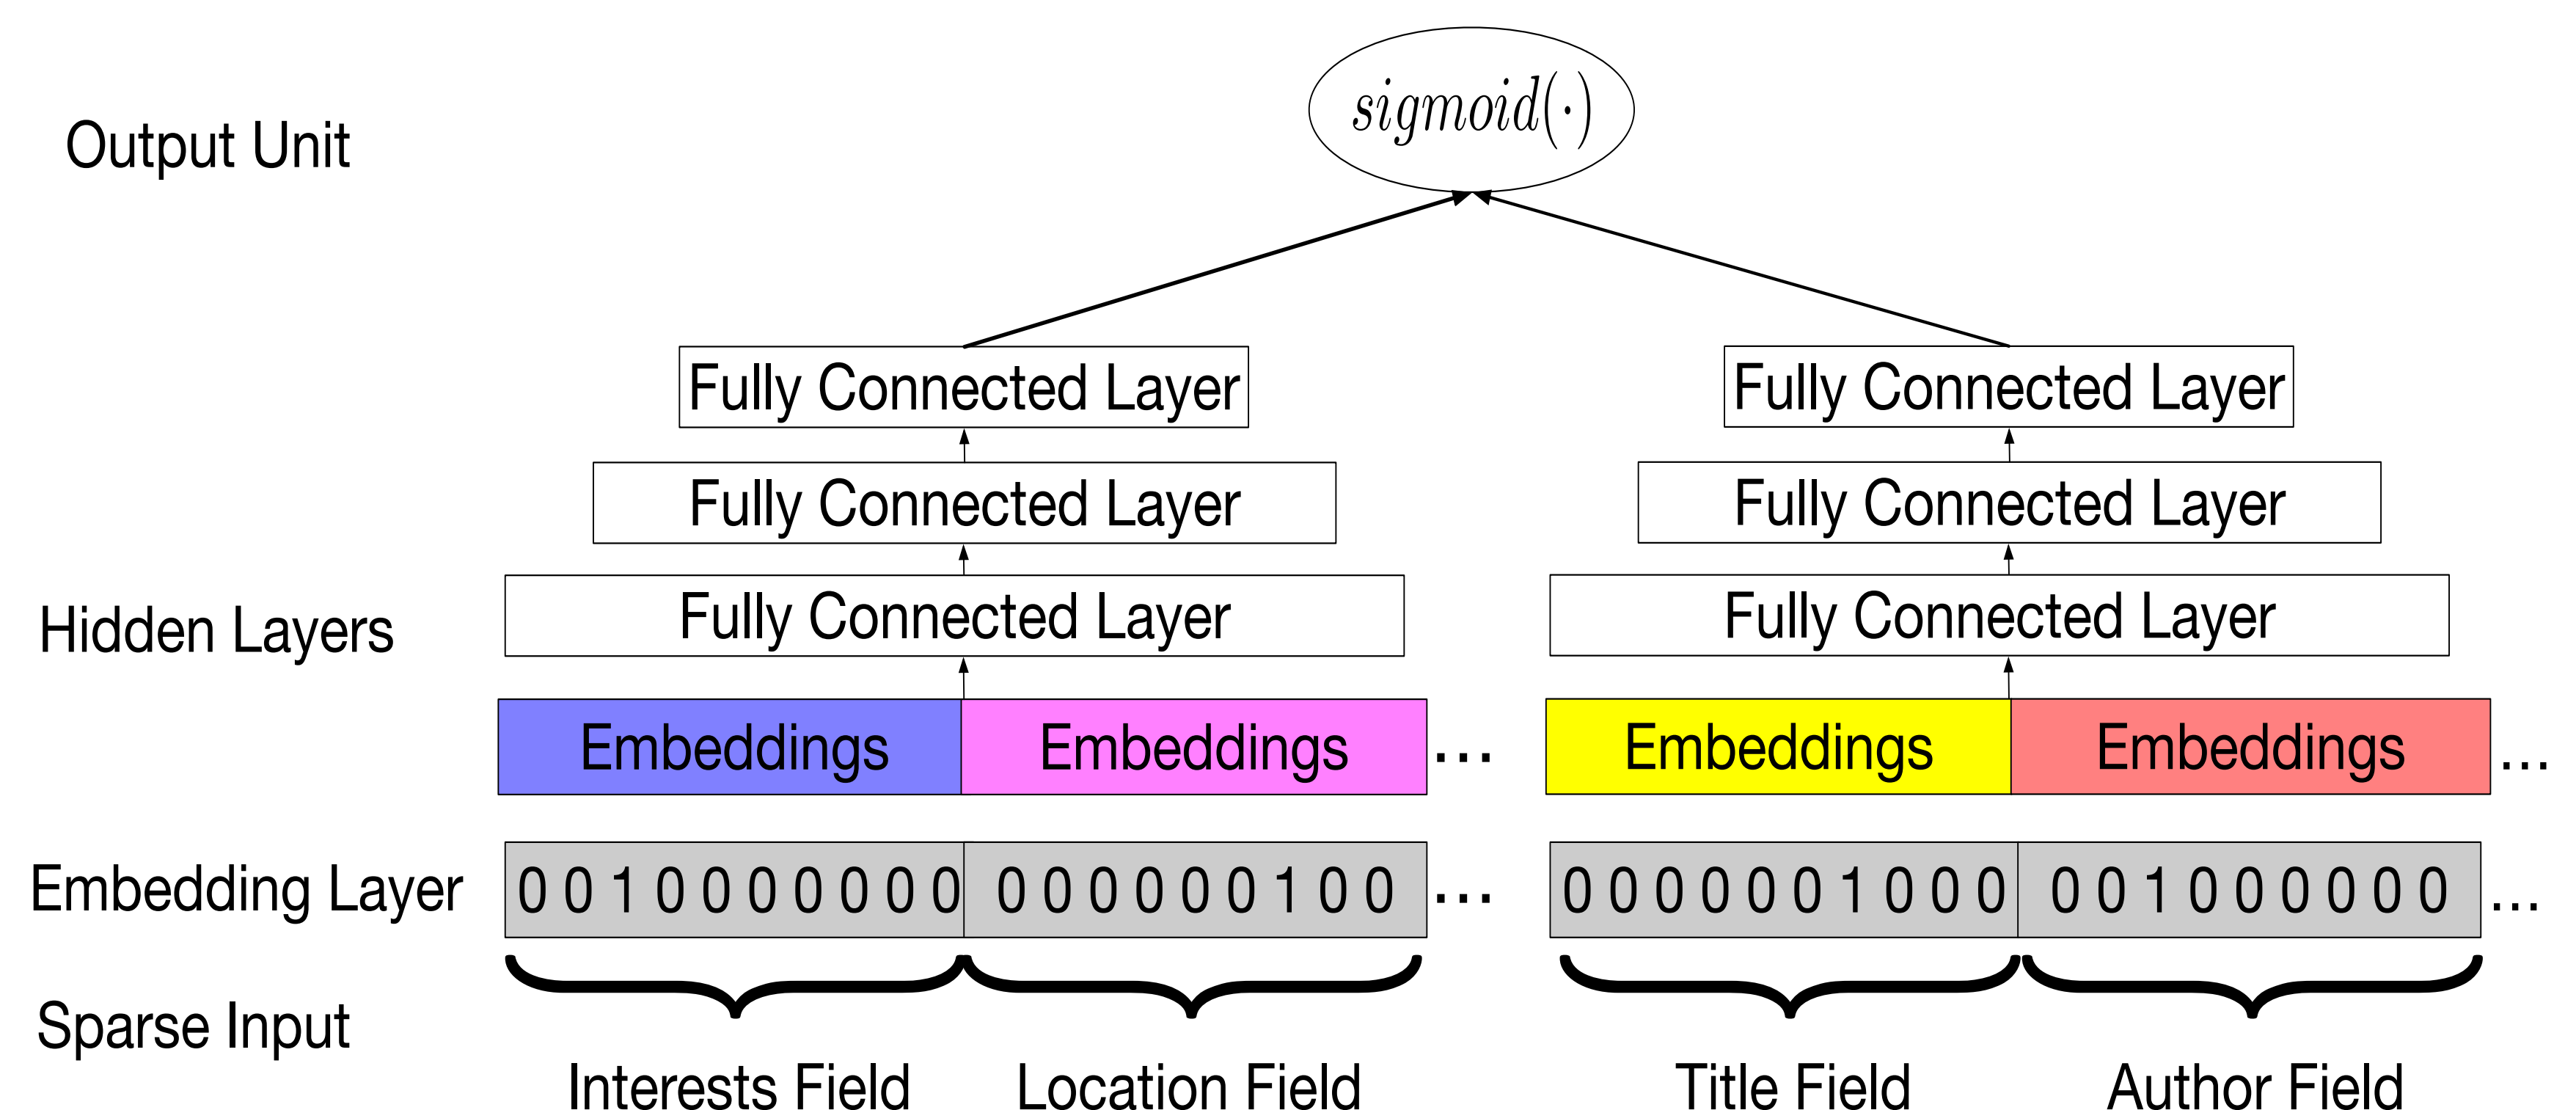 sigmoid(·)
Output Unit
Fully Connected Layer Fully Connected Layer
Fully Connected Layer Fully Connected Layer
Hidden Layers Fully Connected Layer Fully Connected Layer
Embeddings Embeddings ... Embeddings Embeddings ...
Embedding Layer 0 0 1 0 0 0 0 0 0 0 0 0 0 0 0 0 1 0 0 ... 0 0 0 0 0 0 1 0 0 0 0 0 1 0 0 0 0 0 0 ...
Sparse Input
Interests Field Location Field Title Field Author Field